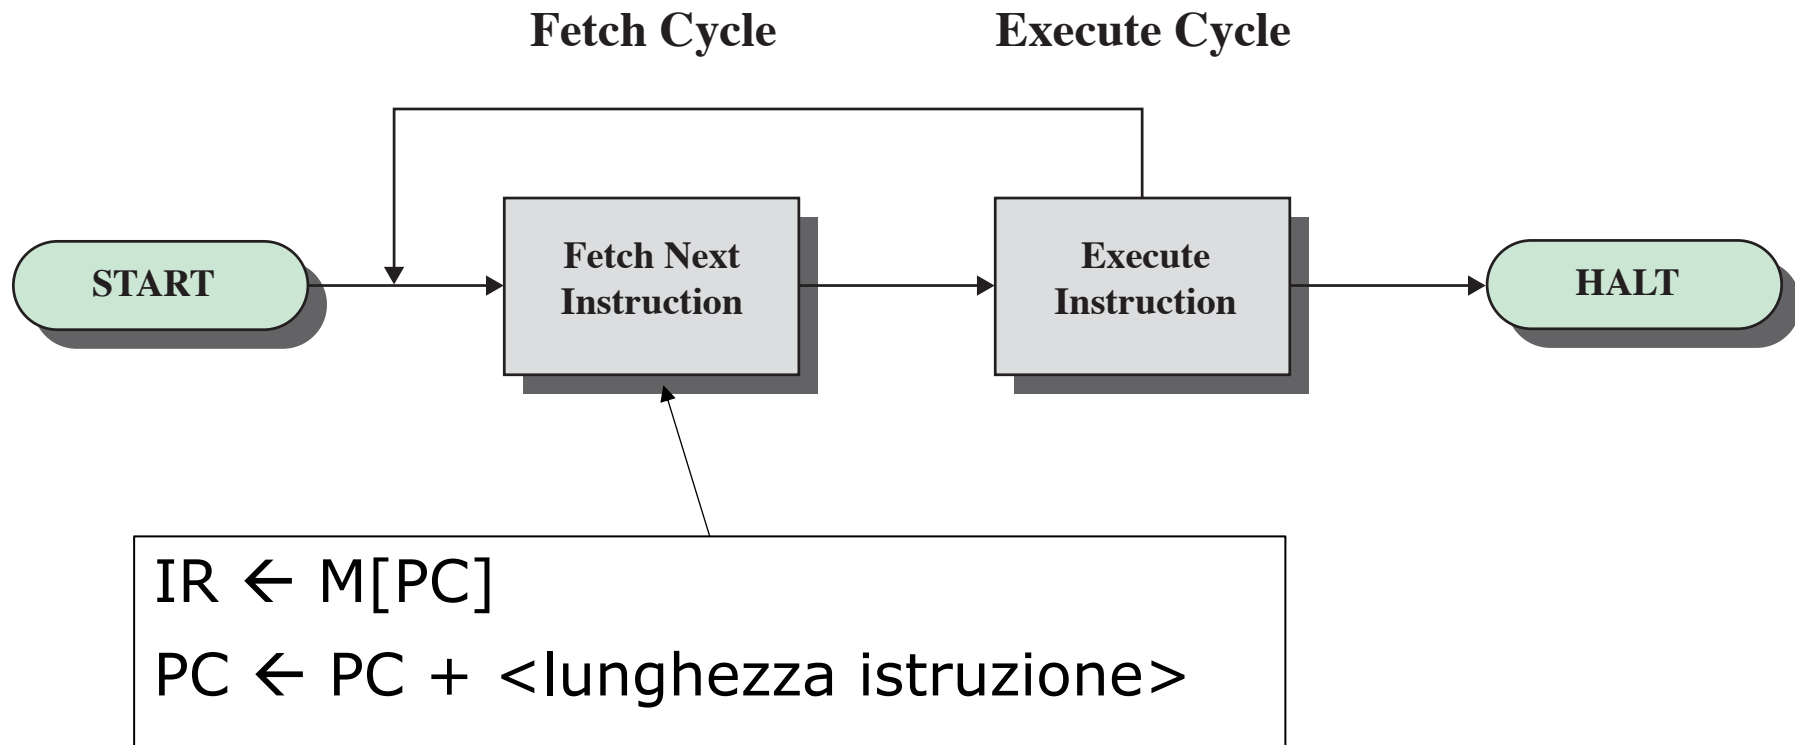 Fetch Cycle
Execute Cycle
START
Fetch Next
Instruction
Execute
Instruction
HALT
IR ← M[PC]
PC ← PC + <lunghezza istruzione>